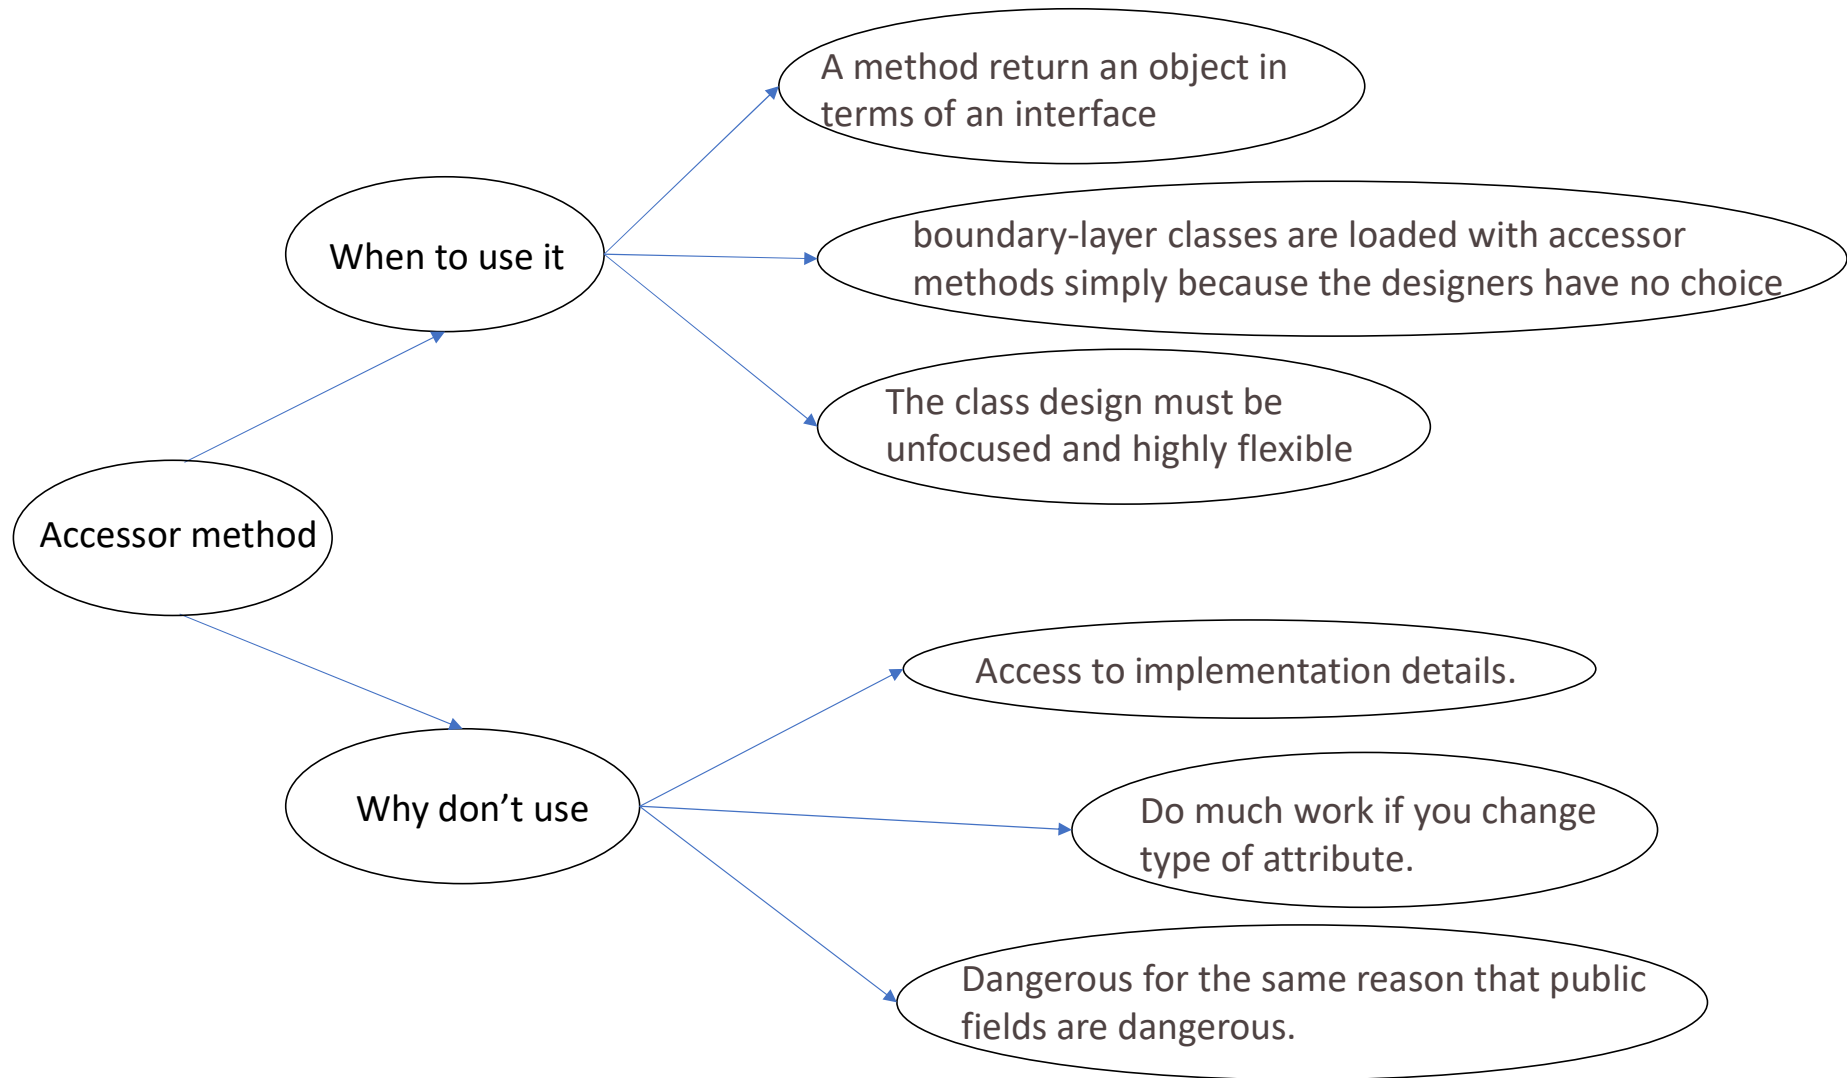 A method return an object in
terms of an interface
When to use it
boundary-layer classes are loaded with accessor
methods simply because the designers have no choice
The class design must be
unfocused and highly flexible
Accessor method
Access to implementation details.
Why don’t use
Do much work if you change
type of attribute.
Dangerous for the same reason that public
fields are dangerous.